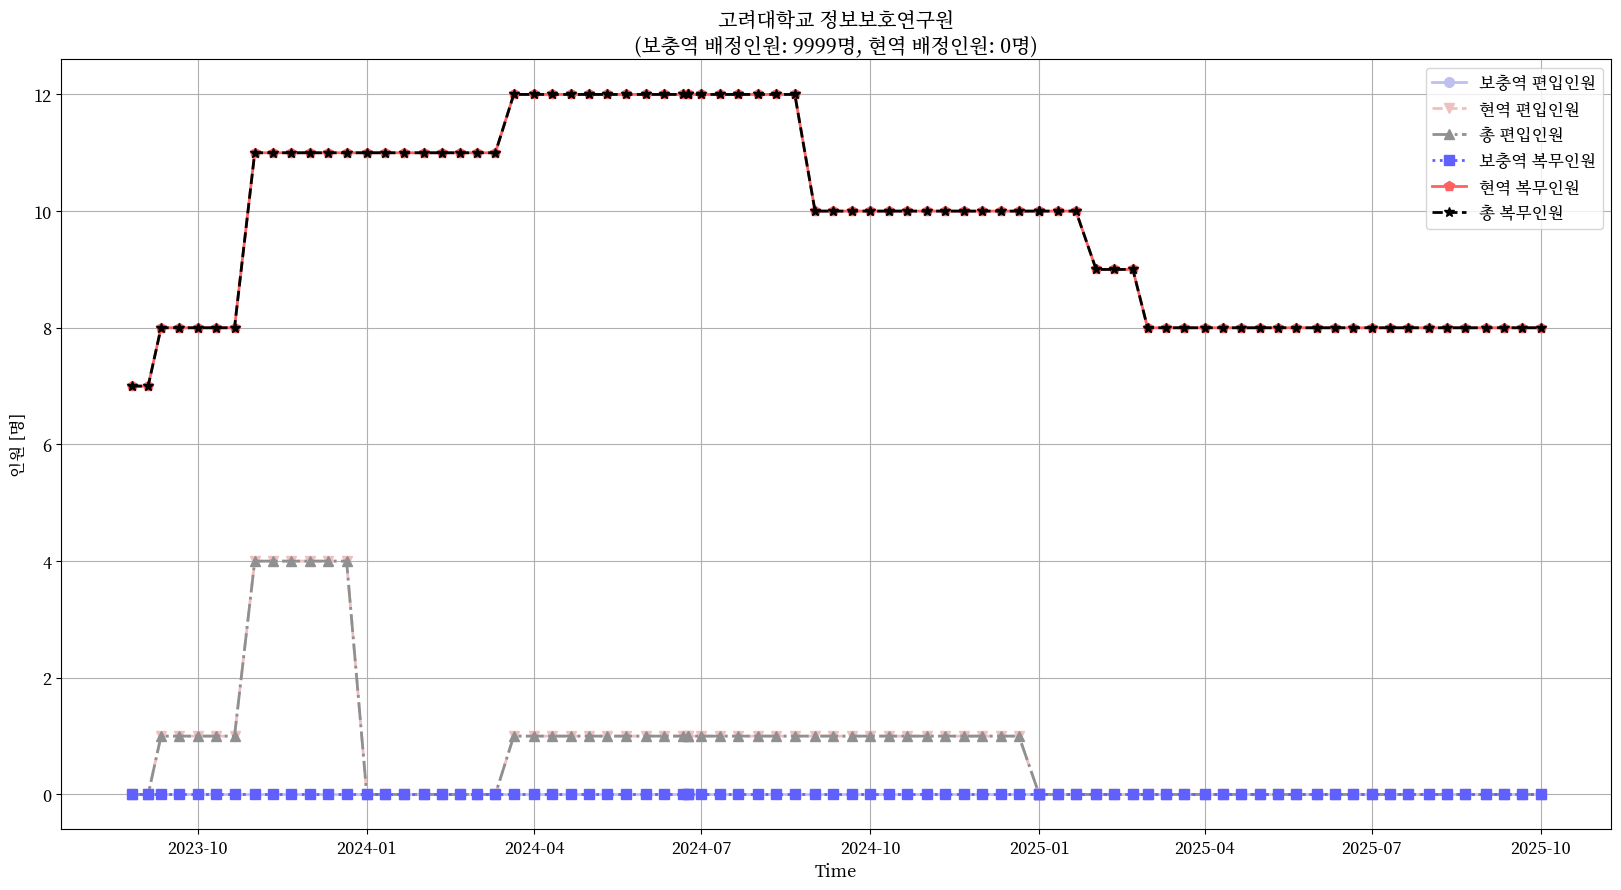 고려대학교 정보보호연구원
(보충역 배정인원: 9999명, 현역 배정인원: 0명)
보충역 편입인원
현역 편입인원
총 편입인원
보충역 복무인원
현역 복무인원
총 복무인원
인원 [명]
12
10
8
6
4
2
0
2023-10
2024-01
2024-04
2024-07
2024-10
2025-01
2025-04
2025-07
2025-10
Time